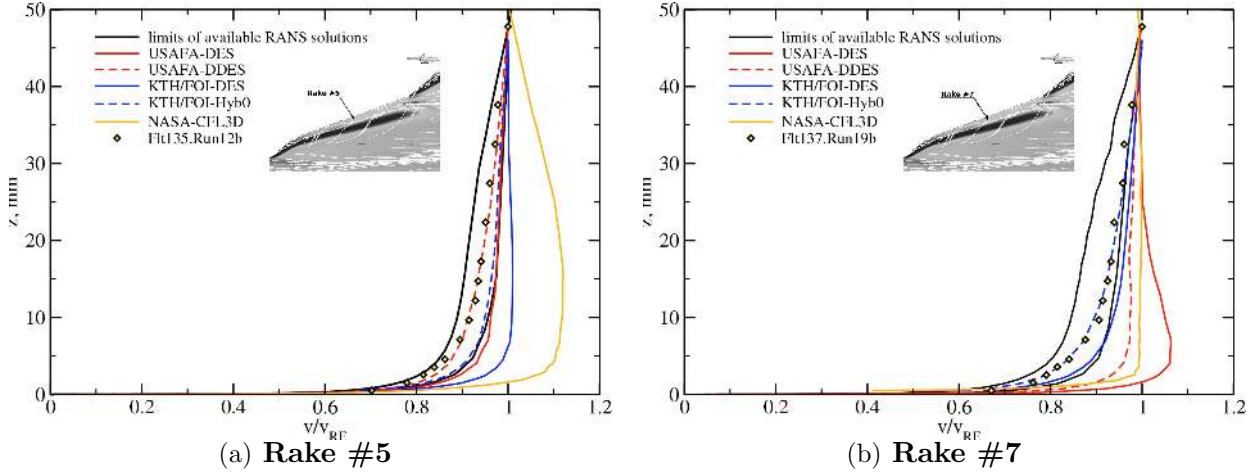 50
40
30
20
10
0
z, mm
limits of available RANS solutions
USAFA-DES
USAFA-DDES
KTH/FOI-DES
KTH/FOI-Hyb0
NASA-CFL3D
Flt135.Run12b
Rake #5
0 0.2 0.4 0.6 0.8 1 1.2
v/v_RE
(a) Rake #5
50
40
30
20
10
0
z, mm
limits of available RANS solutions
USAFA-DES
USAFA-DDES
KTH/FOI-DES
KTH/FOI-Hyb0
NASA-CFL3D
Flt137.Run19b
Rake #7
0 0.2 0.4 0.6 0.8 1 1.2
v/v_RE
(b) Rake #7